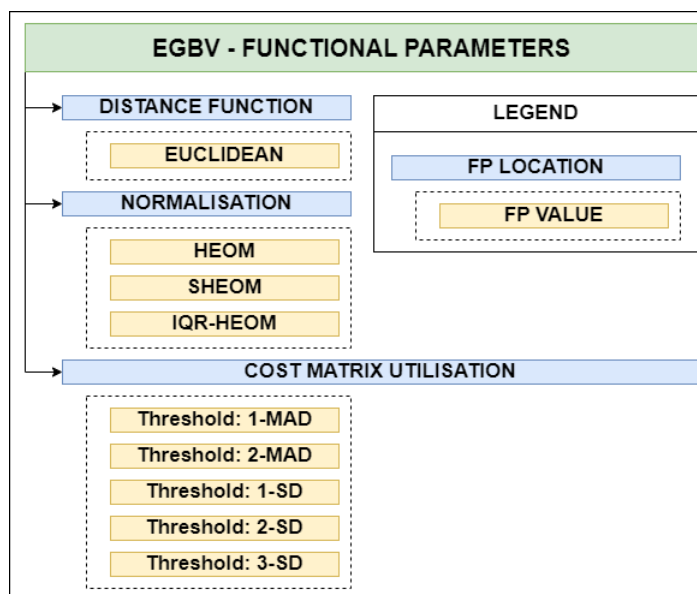 EGBV - FUNCTIONAL PARAMETERS
DISTANCE FUNCTION
EUCLIDEAN
NORMALISATION
HEOM
SHEOM
IQR-HEOM
LEGEND
FP LOCATION
FP VALUE
COST MATRIX UTILISATION
Threshold: 1-MAD
Threshold: 2-MAD
Threshold: 1-SD
Threshold: 2-SD
Threshold: 3-SD